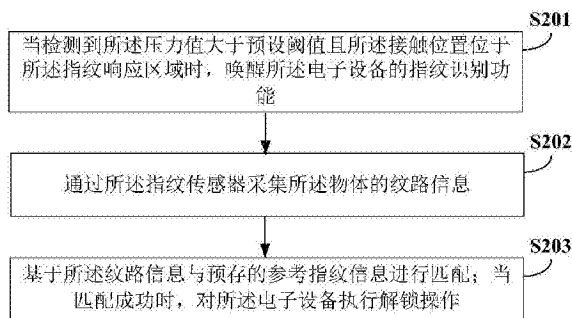 S201
当检测到所述压力值大于预设阈值且所述接触位置位于
所述指纹响应区域时，唤醒所述电子设备的指纹识别功
能
S202
通过所述指纹传感器采集所述物体的纹路信息
S203
基于所述纹路信息与预存的参考指纹信息进行匹配；当
匹配成功时，对所述电子设备执行解锁操作